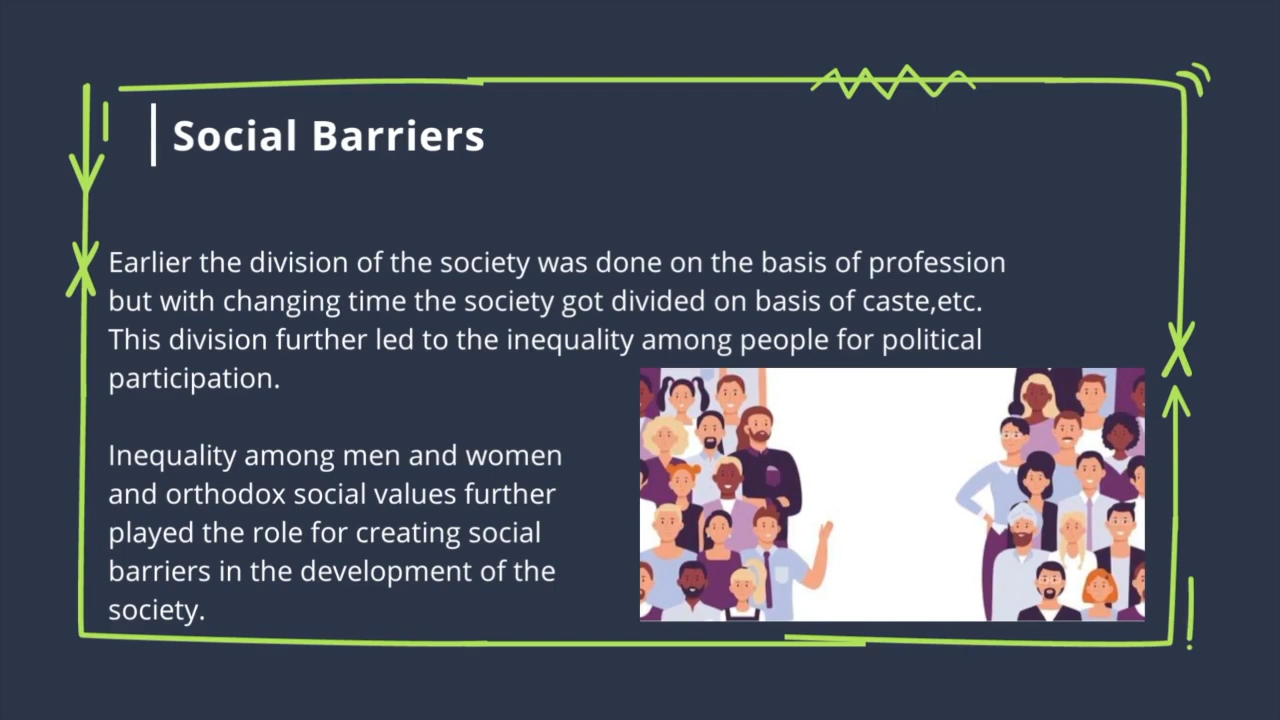 Social Barriers
Earlier the division of the society was done on the basis of profession
but with changing time the society got divided on basis of caste,etc.
This division further led to the inequality among people for political
participation.
Inequality among men and women
and orthodox social values further
played the role for creating social
barriers in the development of the
society.